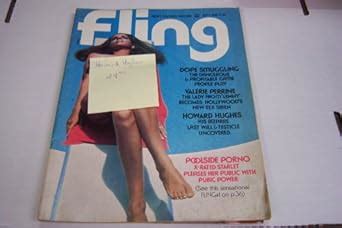 fling
DOPE SMUGGLING
THE DANGEROUS
& PROFITABLE GAME
PEOPLE PLAY
VALERIE PERRINE
THE LADY FROM "LENNY"
BECOMES HOLLYWOOD'S
NEW SEX SIREN
HOWARD HUGHES
HIS BIZARRE
LAST WILL & TESTICLE
UNCOVERED
POOLSIDE PORNO
X-RATED STARLET
PLEASES HER PUBLIC WITH
PUBIC POWER
(See this sensational
FLINGirl on p.36)